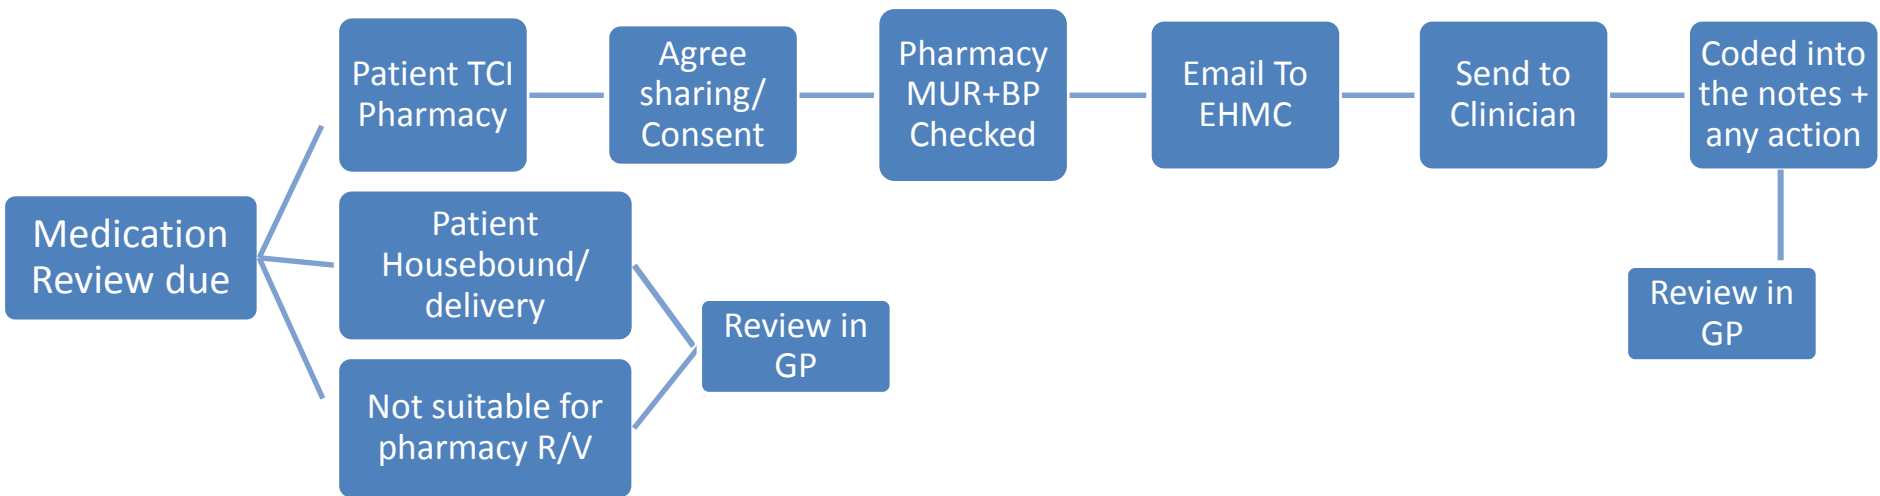 Medication
Review due
Patient TCI
Pharmacy
Agree
sharing/
Consent
Pharmacy
MUR+BP
Checked
Email To
EHMC
Send to
Clinician
Coded into
the notes +
any action
Patient
Housebound/
delivery
Review in
GP
Review in
GP
Not suitable for
pharmacy R/V